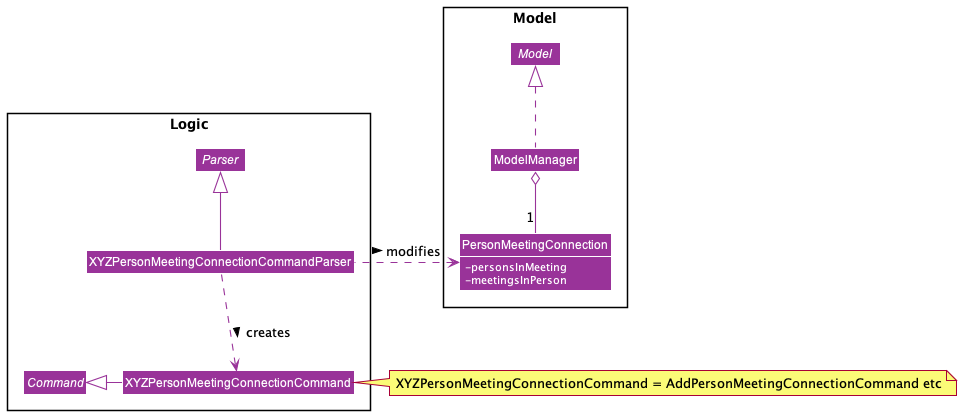 Model
Model
ModelManager
1
PersonMeetingConnection
-personsInMeeting
-meetingsInPerson
Logic
Parser
XYZPersonMeetingConnectionCommandParser
modifies
creates
Command
XYZPersonMeetingConnectionCommand
XYZPersonMeetingConnectionCommand = AddPersonMeetingConnectionCommand etc